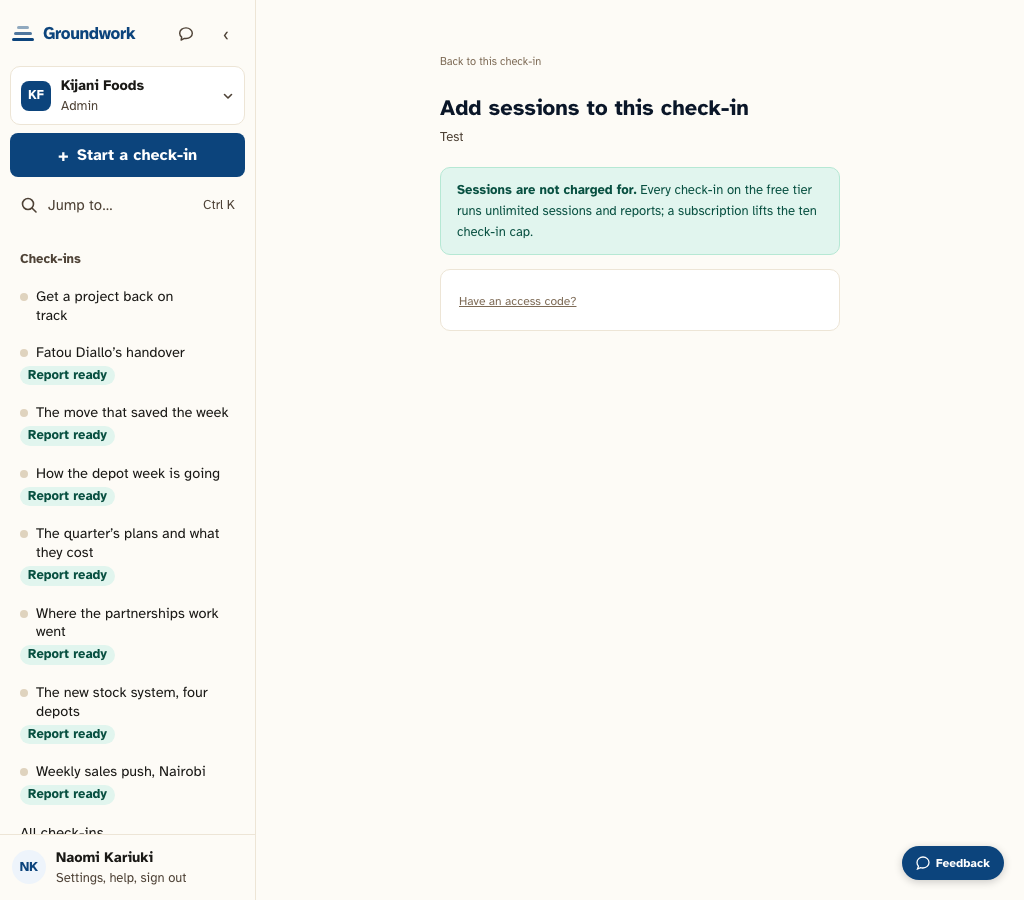 Groundwork
KF
Kijani Foods
Admin
+ Start a check-in
Jump to...
Ctrl K
Check-ins
Get a project back on
track
Fatou Diallo's handover
Report ready
The move that saved the week
Report ready
How the depot week is going
Report ready
The quarter's plans and what
they cost
Report ready
Where the partnerships work
went
Report ready
The new stock system, four
depots
Report ready
Weekly sales push, Nairobi
Report ready
All check-ins
NK
Naomi Kariuki
Settings, help, sign out
Back to this check-in
Add sessions to this check-in
Test
Sessions are not charged for. Every check-in on the free tier
runs unlimited sessions and reports; a subscription lifts the ten
check-in cap.
Have an access code?
Feedback